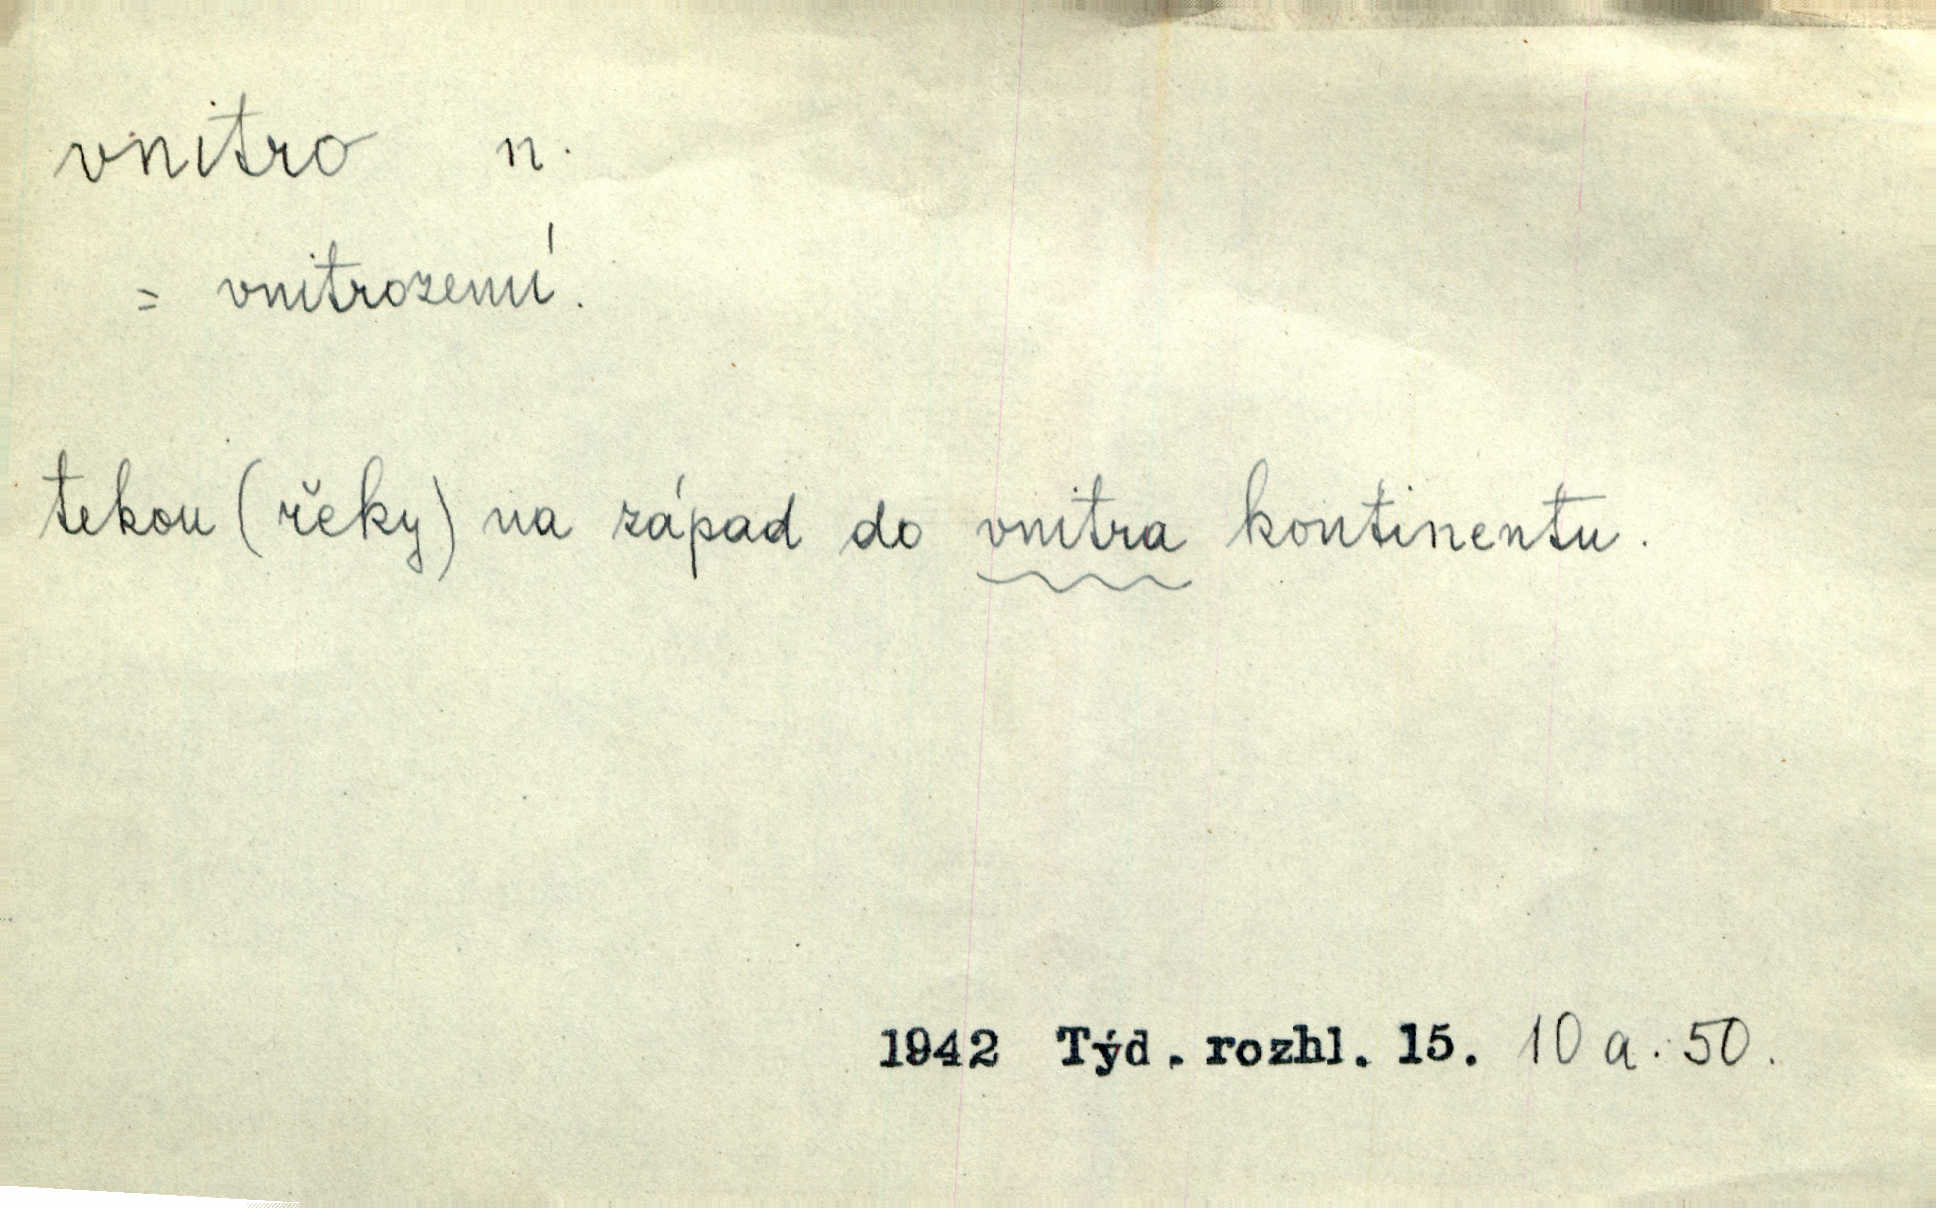 vnitro n.
= vnitrozemí.
tekou (řeky) na západ do vnitra kontinentu.
1942 Týd. rozhl. 15. 10 a. 50.